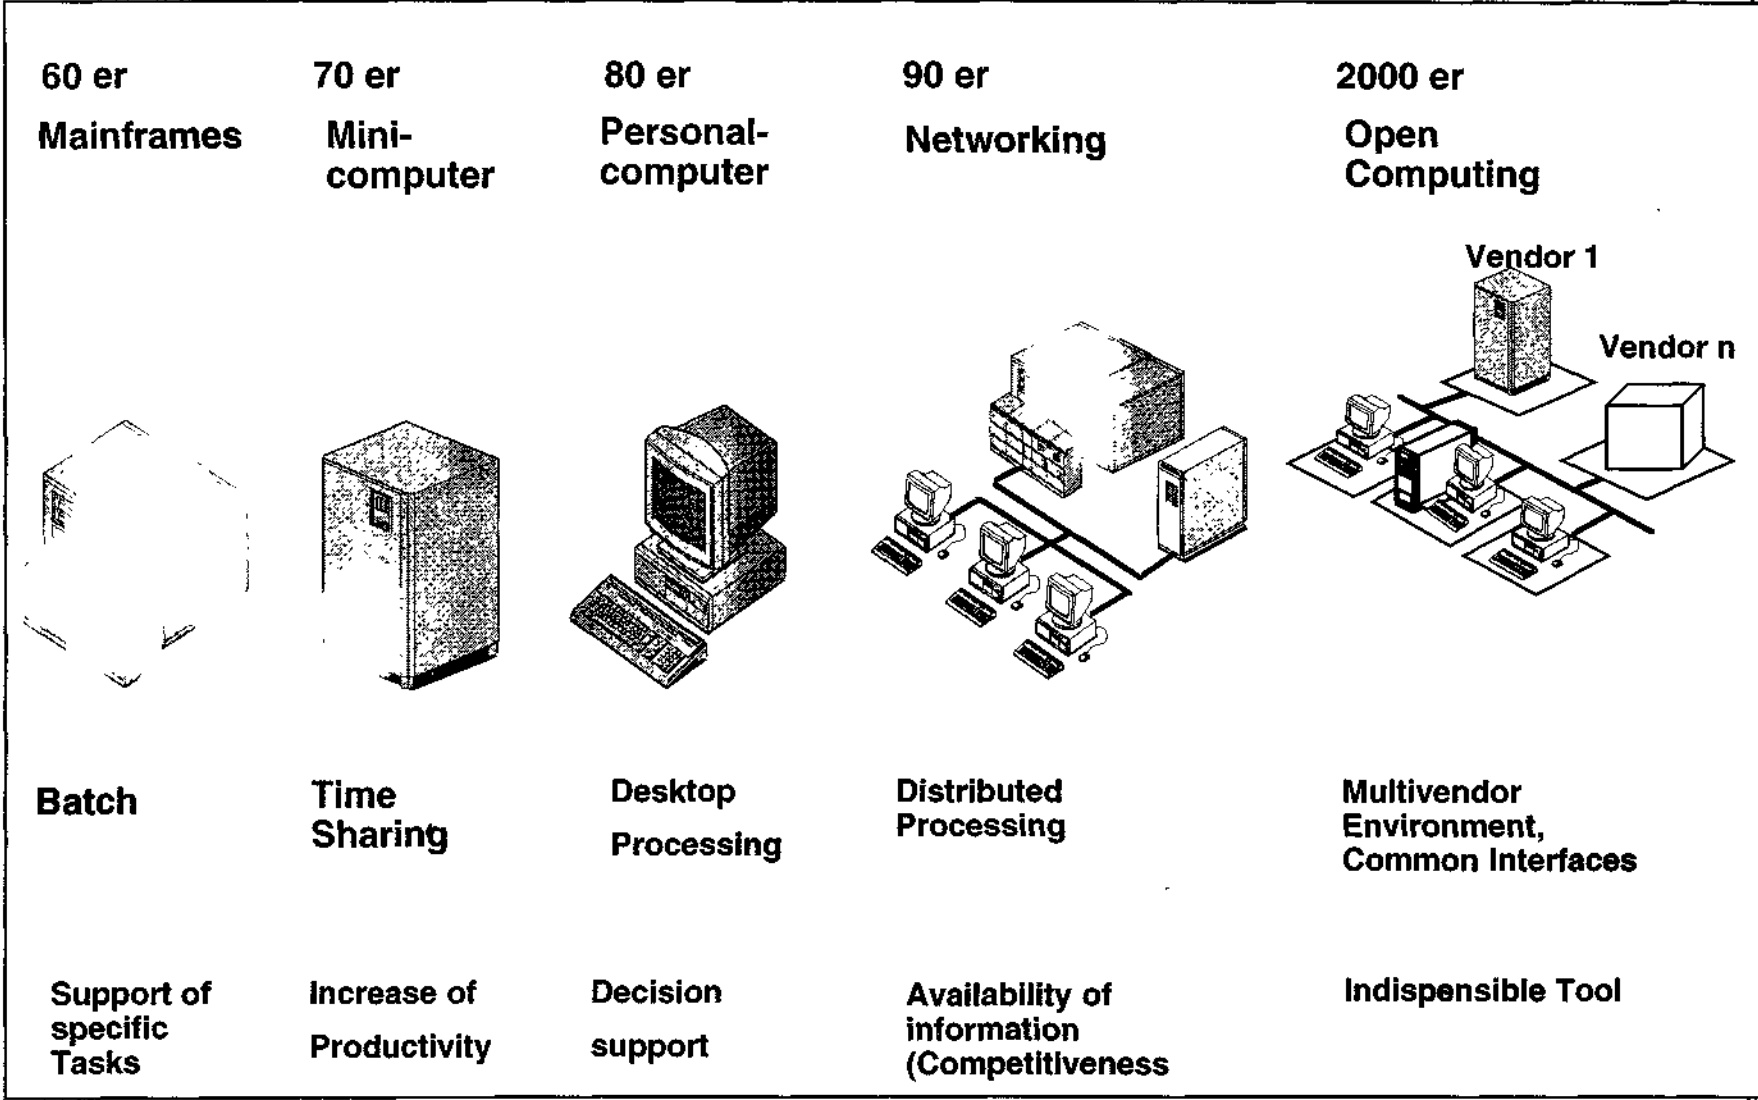 60 er
Mainframes
70 er
Mini-
computer
80 er
Personal-
computer
90 er
Networking
2000 er
Open
Computing
Vendor 1
Vendor n
Batch
Time
Sharing
Desktop
Processing
Distributed
Processing
Multivendor
Environment,
Common Interfaces
Support of
specific
Tasks
Increase of
Productivity
Decision
support
Availability of
information
(Competitiveness
Indispensible Tool